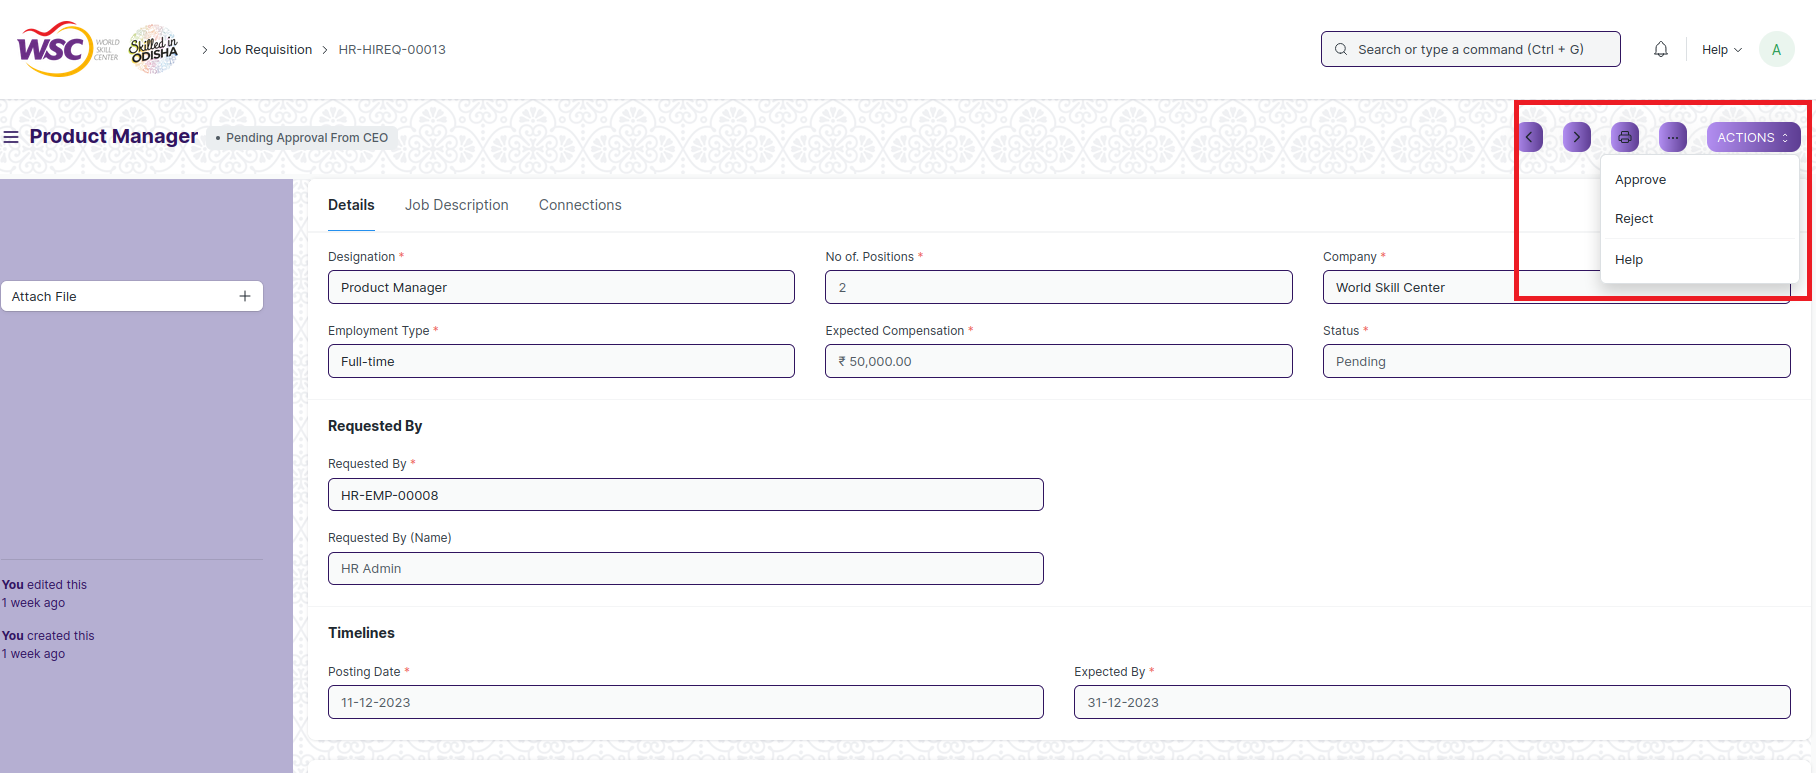 WSC WORLD SKILL CENTER Skilled in ODISHA > Job Requisition > HR-HIREQ-00013 Search or type a command (Ctrl + G) Help A
Product Manager • Pending Approval From CEO ACTIONS
Approve
Reject
Help
Attach File +
You edited this
1 week ago
You created this
1 week ago
Details Job Description Connections
Designation * No of. Positions * Company *
Product Manager 2 World Skill Center
Employment Type * Expected Compensation * Status *
Full-time ₹ 50,000.00 Pending
Requested By
Requested By *
HR-EMP-00008
Requested By (Name)
HR Admin
Timelines
Posting Date * Expected By *
11-12-2023 31-12-2023